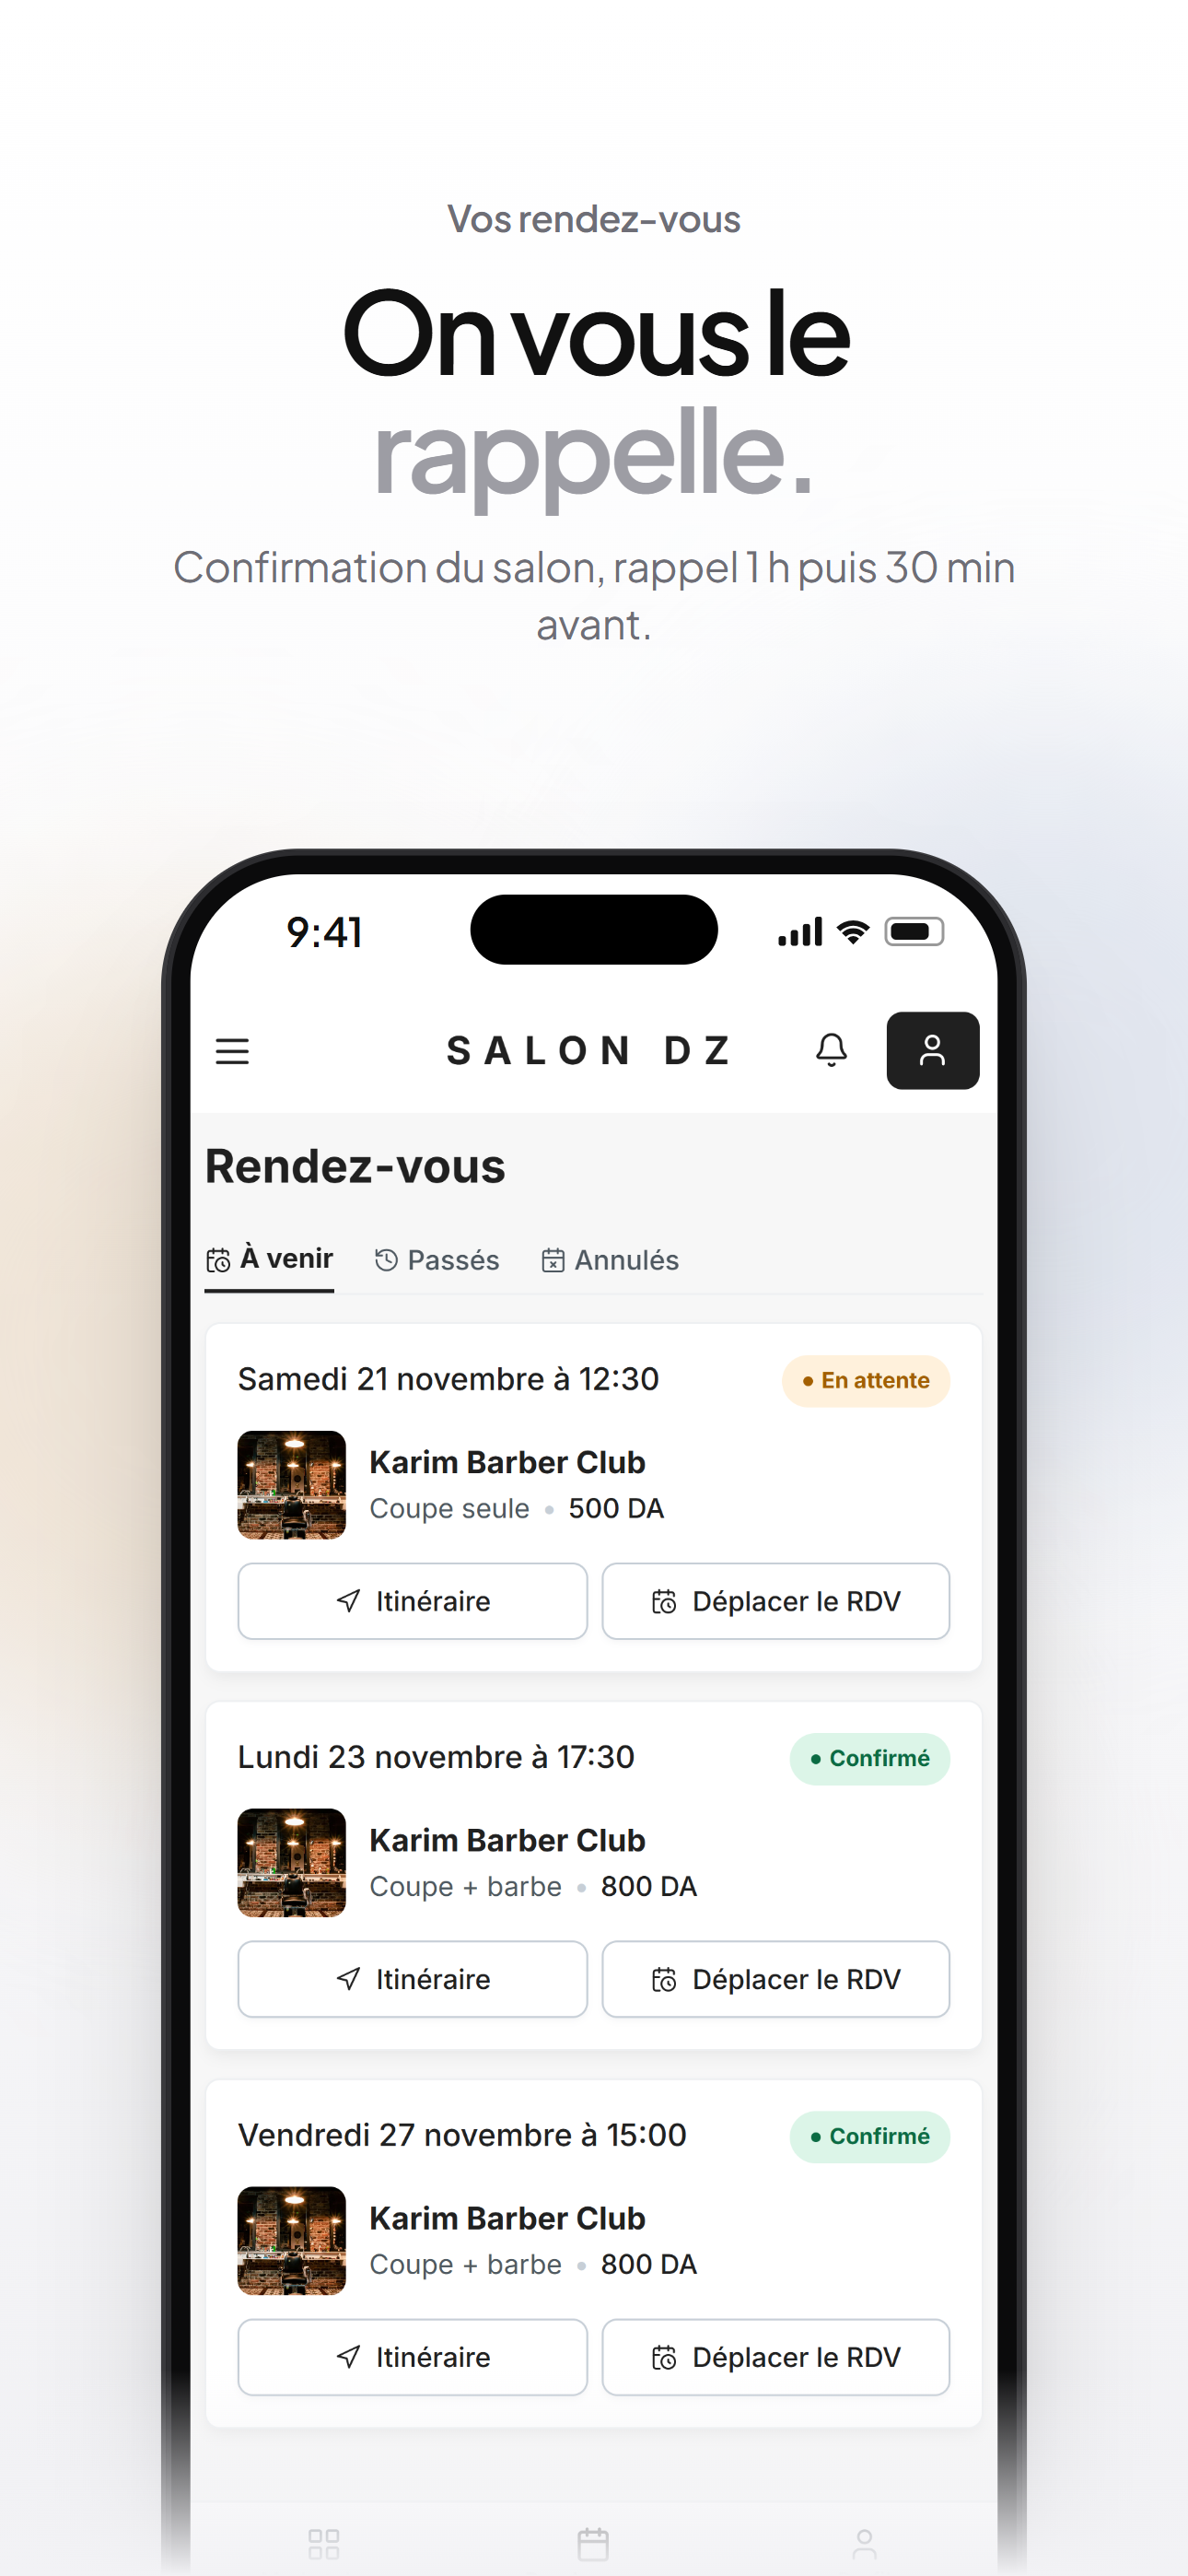 Vos rendez-vous
On vous le
rappelle.
Confirmation du salon, rappel 1 h puis 30 min
avant.
9:41
SALON DZ
Rendez-vous
À venir Passés Annulés
Samedi 21 novembre à 12:30 En attente
Karim Barber Club
Coupe seule • 500 DA
Itinéraire Déplacer le RDV
Lundi 23 novembre à 17:30 Confirmé
Karim Barber Club
Coupe + barbe • 800 DA
Itinéraire Déplacer le RDV
Vendredi 27 novembre à 15:00 Confirmé
Karim Barber Club
Coupe + barbe • 800 DA
Itinéraire Déplacer le RDV